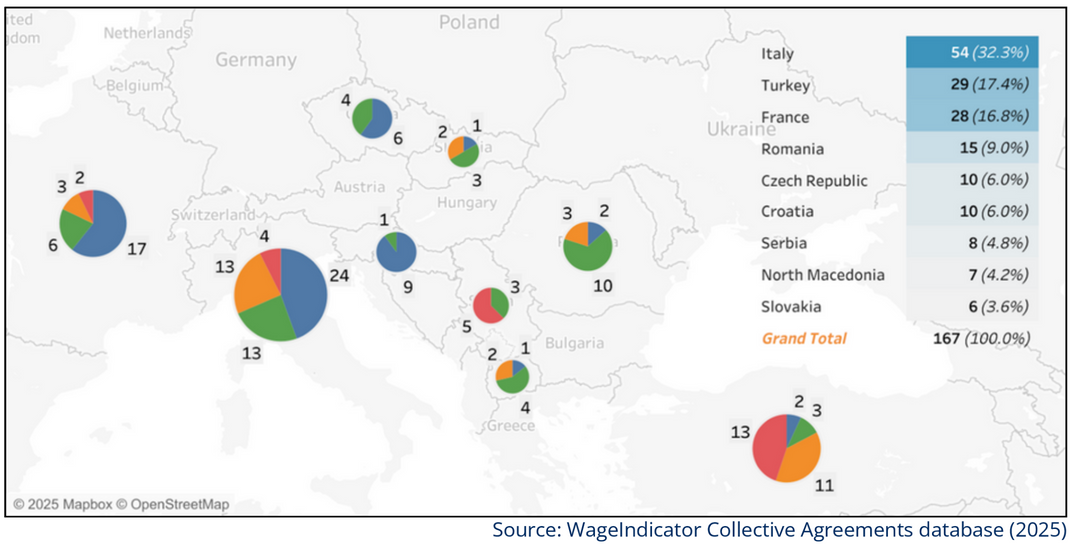 ited
gdom
Netherlands
Belgium
Germany
Poland
Ukraine
Austria
Switzerland
Hungary
Bulgaria
Greece
4
6
2
1
3
3
2
6
17
1
9
4
13
24
13
3
2
10
3
5
2
1
4
2
3
13
11
Italy 54 (32.3%)
Turkey 29 (17.4%)
France 28 (16.8%)
Romania 15 (9.0%)
Czech Republic 10 (6.0%)
Croatia 10 (6.0%)
Serbia 8 (4.8%)
North Macedonia 7 (4.2%)
Slovakia 6 (3.6%)
Grand Total 167 (100.0%)
© 2025 Mapbox © OpenStreetMap
Source: WageIndicator Collective Agreements database (2025)